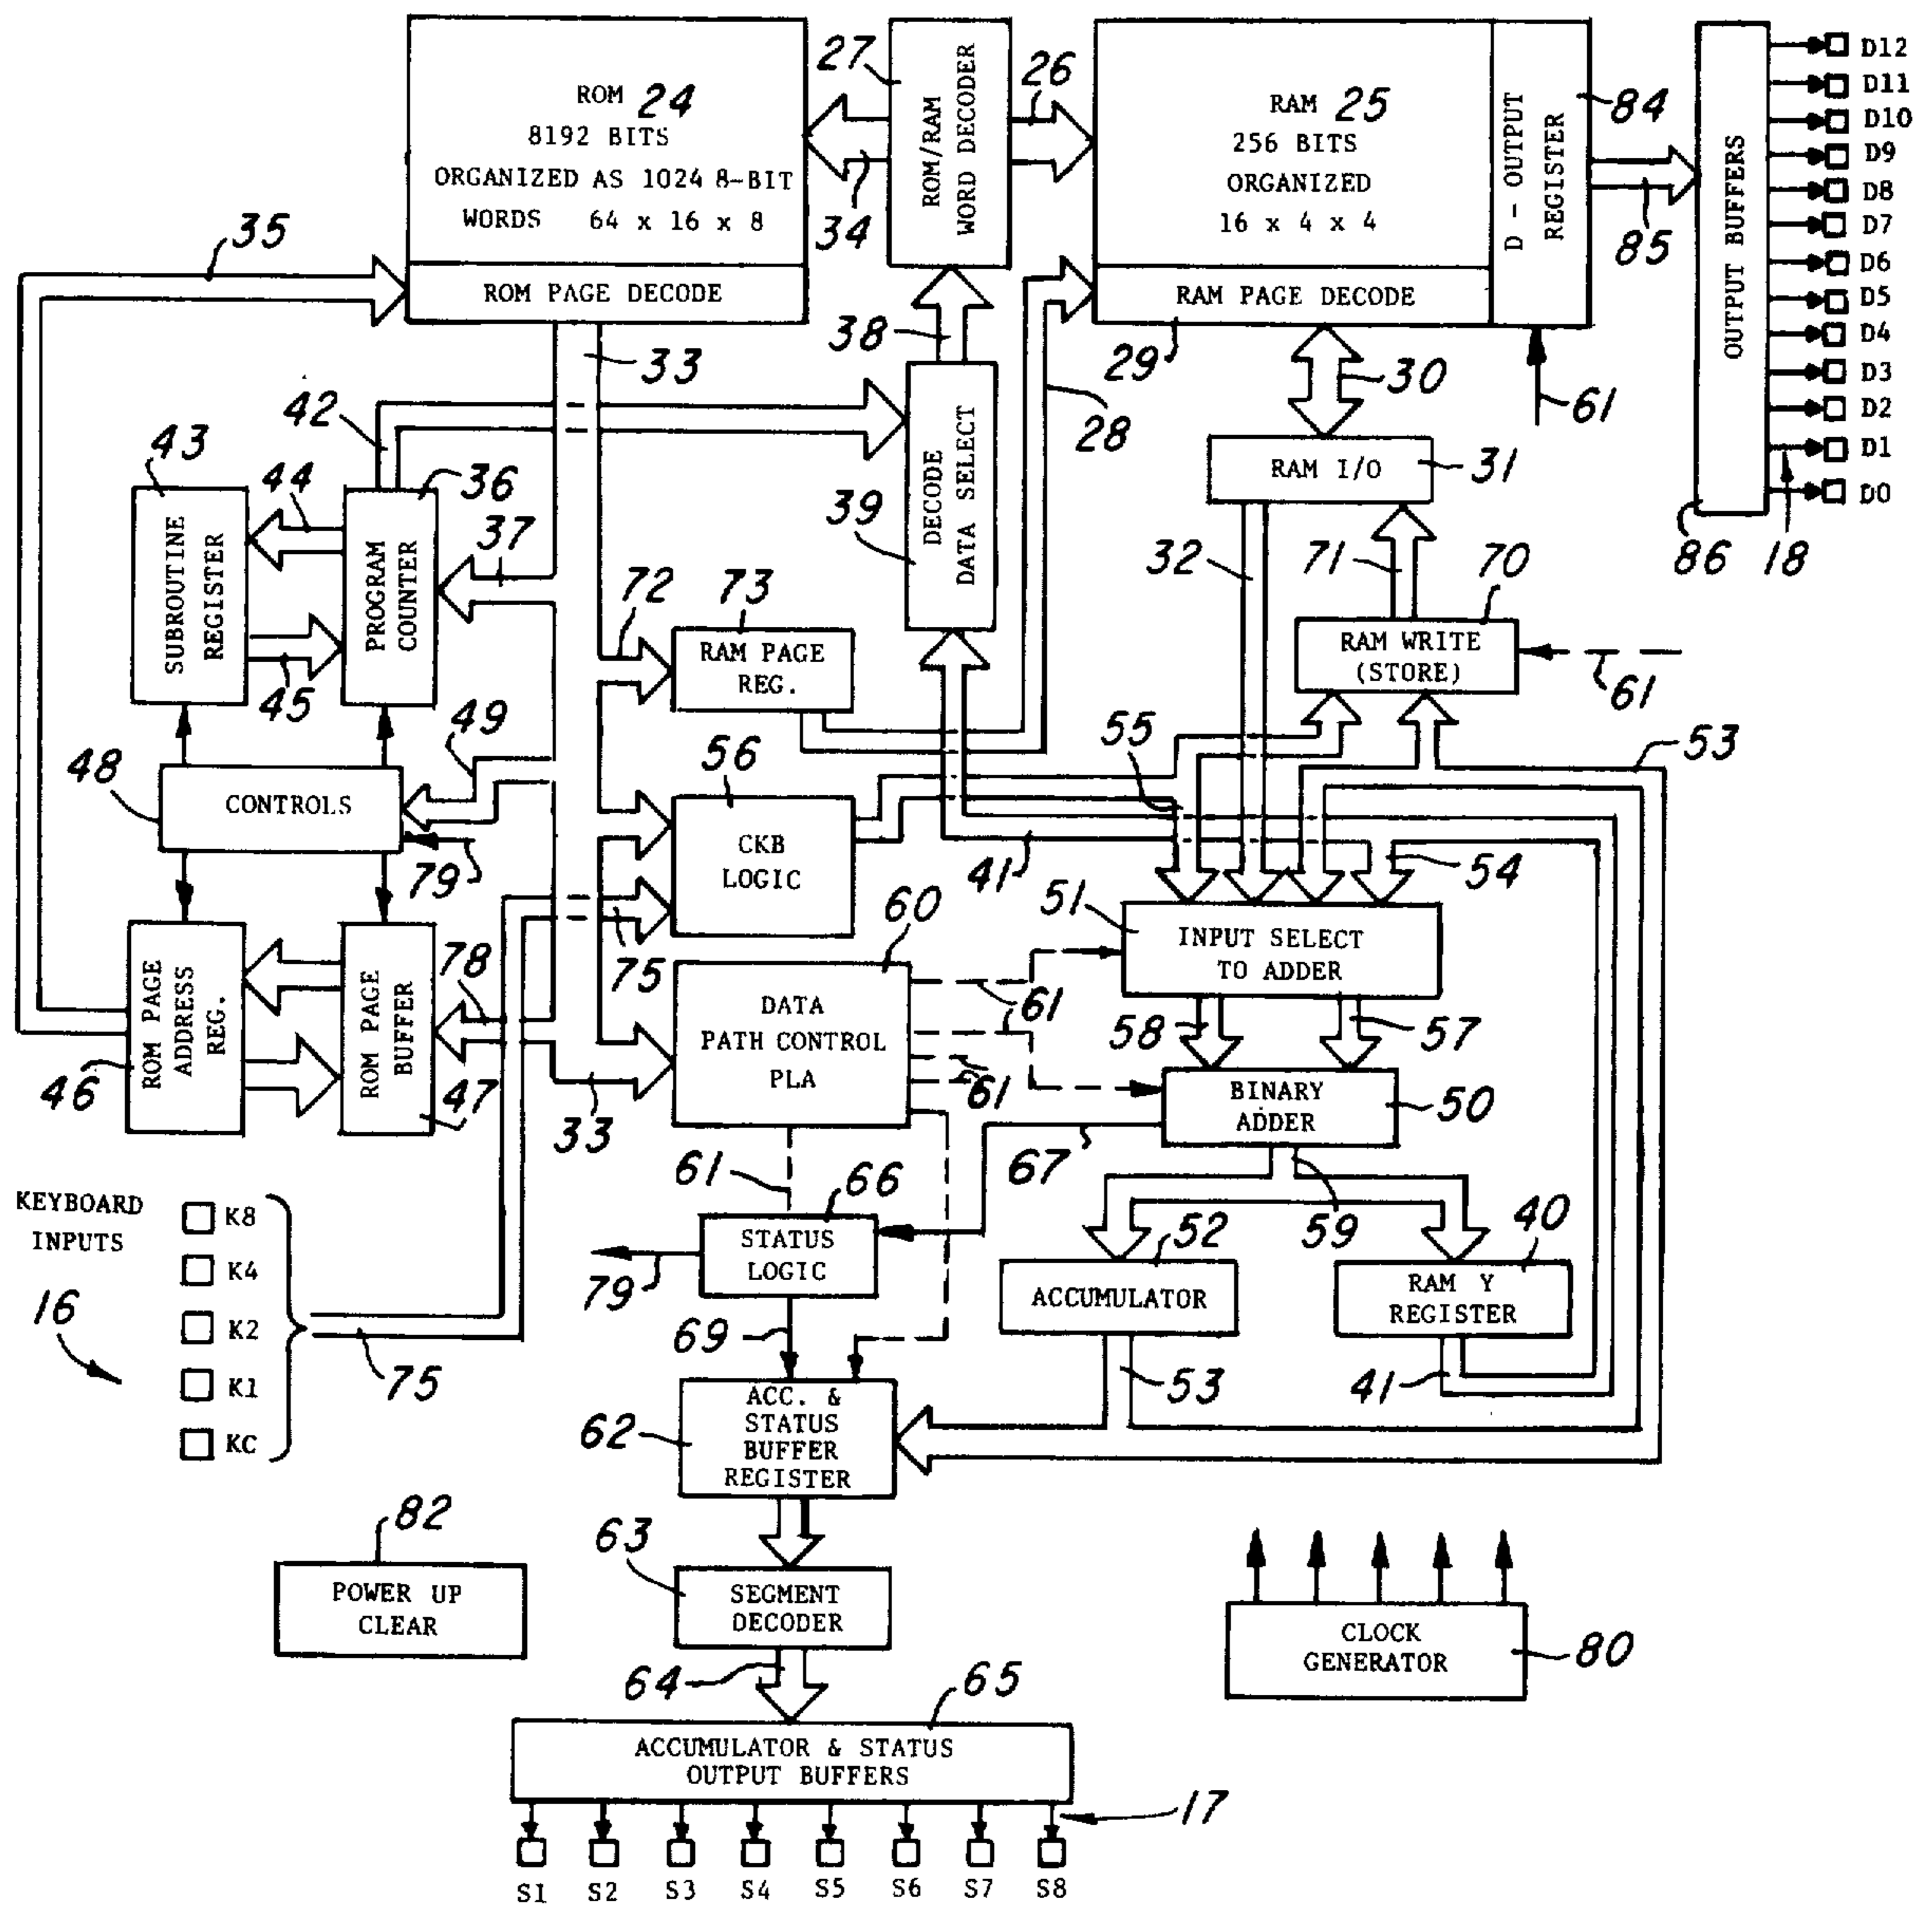 ROM 24
8192 BITS
ORGANIZED AS 1024 8-BIT
WORDS 64 x 16 x 8
ROM PAGE DECODE
27
ROM/RAM
WORD DECODER
26
34
RAM 25
256 BITS
ORGANIZED
16 x 4 x 4
RAM PAGE DECODE
D - OUTPUT
REGISTER
84
85
OUTPUT BUFFERS
D12
D11
D10
D9
D8
D7
D6
D5
D4
D3
D2
D1
D0
86
18
35
33
38
29
30
28
61
42
43
44
36
37
SUBROUTINE
REGISTER
PROGRAM
COUNTER
45
39
DECODE
DATA SELECT
RAM I/O
31
32
71
70
RAM WRITE
(STORE)
61
72
73
RAM PAGE
REG.
49
48
CONTROLS
79
56
CKB
LOGIC
55
53
41
54
51
INPUT SELECT
TO ADDER
75
60
DATA
PATH CONTROL
PLA
61
61
58
57
BINARY
ADDER
50
78
ROM PAGE
ADDRESS
REG.
46
ROM PAGE
BUFFER
47
33
67
59
61
66
STATUS
LOGIC
79
69
52
ACCUMULATOR
40
RAM Y
REGISTER
53
41
KEYBOARD
INPUTS
K8
K4
K2
K1
KC
16
75
62
ACC. &
STATUS
BUFFER
REGISTER
82
POWER UP
CLEAR
63
SEGMENT
DECODER
64
65
ACCUMULATOR & STATUS
OUTPUT BUFFERS
17
S1
S2
S3
S4
S5
S6
S7
S8
CLOCK
GENERATOR
80